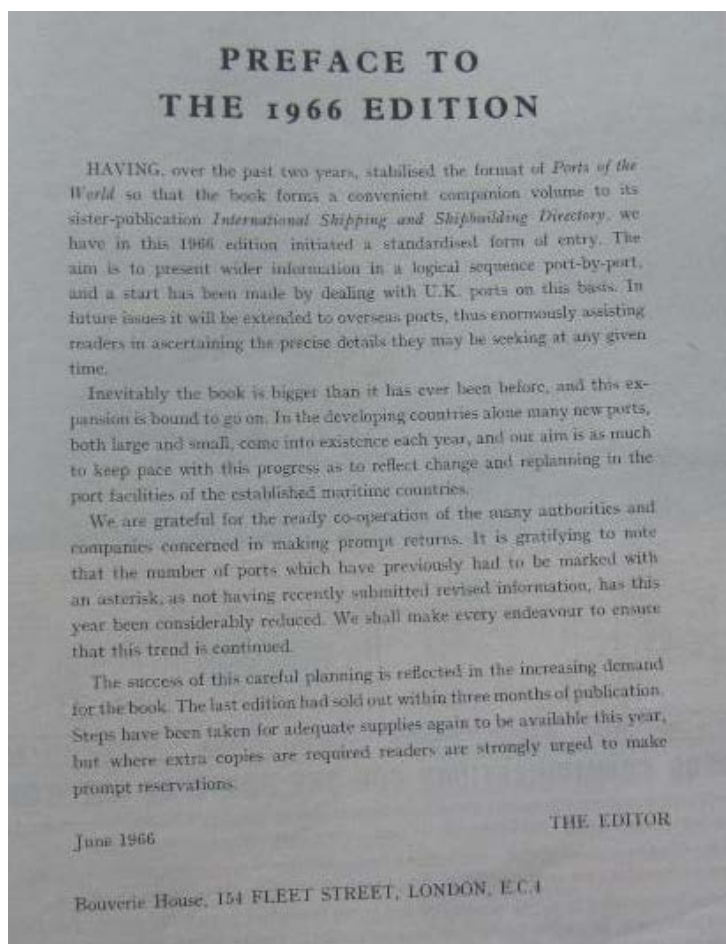 PREFACE TO
THE 1966 EDITION
HAVING, over the past two years, stabilised the format of Ports of the
World so that the book forms a convenient companion volume to its
sister-publication International Shipping and Shipbuilding Directory, we
have in this 1966 edition initiated a standardised form of entry. The
aim is to present wider information in a logical sequence port-by-port,
and a start has been made by dealing with U.K. ports on this basis. In
future issues it will be extended to overseas ports, thus enormously assisting
readers in ascertaining the precise details they may be seeking at any given
time.
Inevitably the book is bigger than it has ever been before, and this ex-
pansion is bound to go on. In the developing countries alone many new ports,
both large and small, come into existence each year, and our aim is as much
to keep pace with this progress as to reflect change and replanning in the
port facilities of the established maritime countries.
We are grateful for the ready co-operation of the many authorities and
companies concerned in making prompt returns. It is gratifying to note
that the number of ports which have previously had to be marked with
an asterisk, as not having recently submitted revised information, has this
year been considerably reduced. We shall make every endeavour to ensure
that this trend is continued.
The success of this careful planning is reflected in the increasing demand
for the book. The last edition had sold out within three months of publication.
Steps have been taken for adequate supplies again to be available this year,
but where extra copies are required readers are strongly urged to make
prompt reservations.
THE EDITOR
June 1966
Bouverie House, 154 FLEET STREET, LONDON, E.C.4